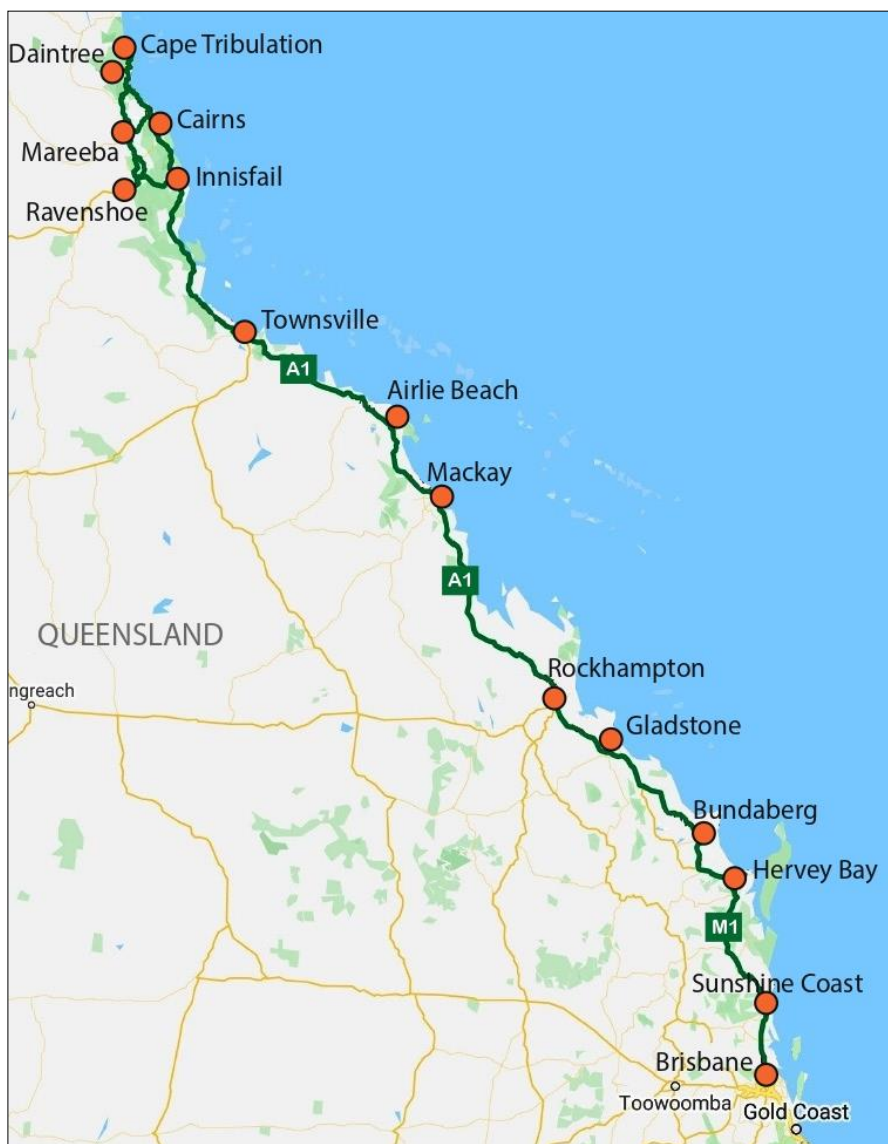 Cape Tribulation
Daintree
Cairns
Mareeba
Innisfail
Ravenshoe
Townsville
A1
Airlie Beach
Mackay
A1
QUEENSLAND
Rockhampton
ngreach
Gladstone
Bundaberg
Hervey Bay
M1
Sunshine Coast
Brisbane
Toowoomba
Gold Coast